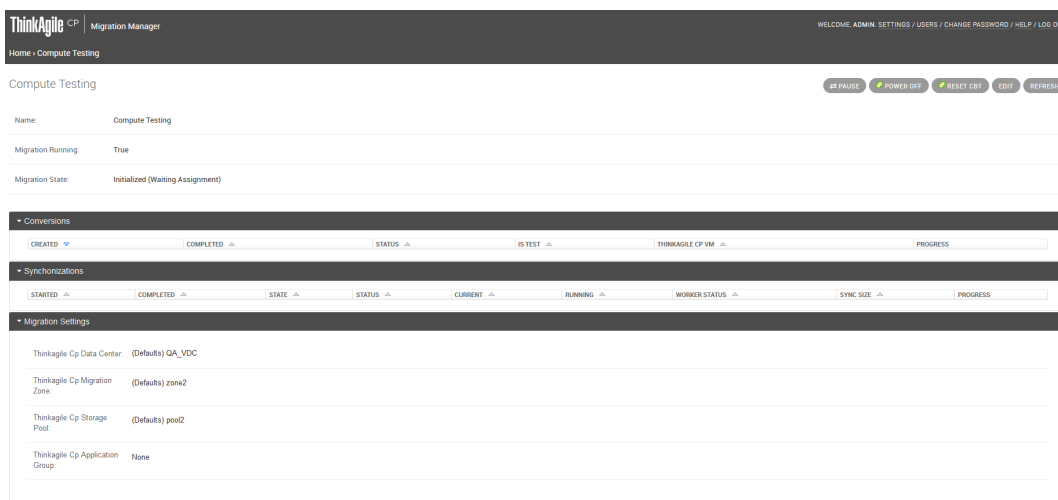 ThinkAgile CP | Migration Manager
WELCOME, ADMIN. SETTINGS / USERS / CHANGE PASSWORD / HELP / LOG
Home › Compute Testing
Compute Testing
PAUSE POWER OFF RESET CBT EDIT REFRESH
Name: Compute Testing
Migration Running: True
Migration State: Initialized (Waiting Assignment)
Conversions
CREATED COMPLETED STATUS IS TEST THINKAGILE CP VM PROGRESS
Synchonizations
STARTED COMPLETED STATE STATUS CURRENT RUNNING WORKER STATUS SYNC SIZE PROGRESS
Migration Settings
Thinkagile Cp Data Center: (Defaults) QA_VDC
Thinkagile Cp Migration
Zone: (Defaults) zone2
Thinkagile Cp Storage
Pool: (Defaults) pool2
Thinkagile Cp Application
Group: None